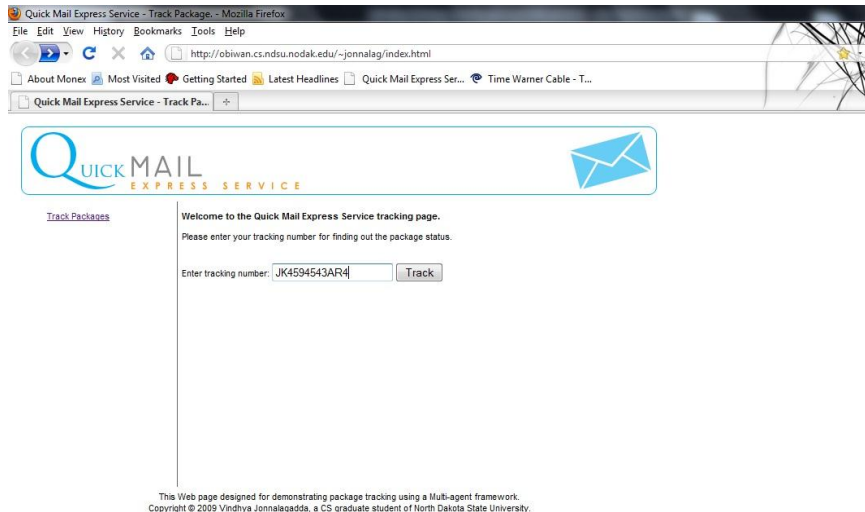 Quick Mail Express Service - Track Package. - Mozilla Firefox
File Edit View History Bookmarks Tools Help
http://obiwan.cs.ndsu.nodak.edu/~jonnalag/index.html
About Monex Most Visited Getting Started Latest Headlines Quick Mail Express Ser... Time Warner Cable - T...
Quick Mail Express Service - Track Pa...
QUICK MAIL
EXPRESS SERVICE
Track Packages
Welcome to the Quick Mail Express Service tracking page.
Please enter your tracking number for finding out the package status.
Enter tracking number: JK4594543AR4 Track
This Web page designed for demonstrating package tracking using a Multi-agent framework.
Copyright © 2009 Vindhya Jonnalagadda, a CS graduate student of North Dakota State University.